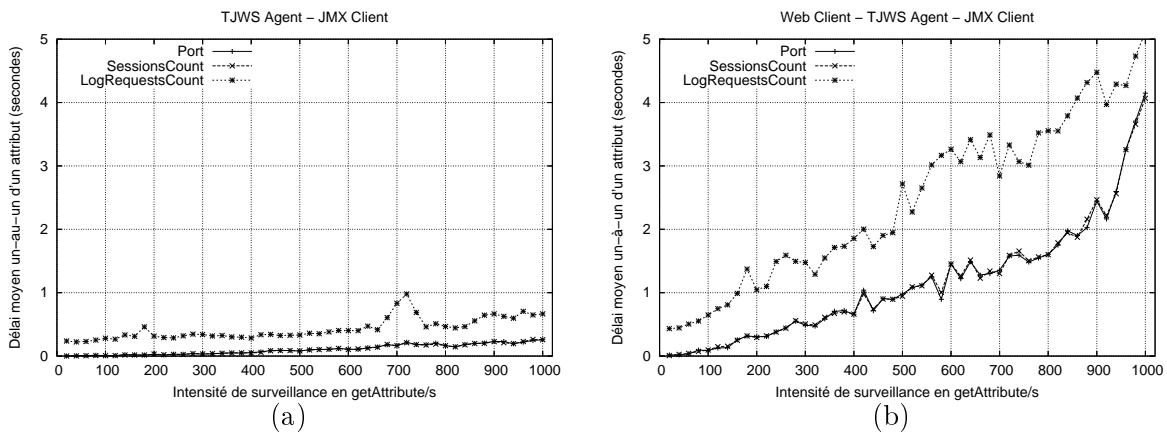 TJWS Agent − JMX Client
Délai moyen un−au−un d'un attribut (secondes)
5
4
3
2
1
0
Port
SessionsCount
LogRequestsCount
0 100 200 300 400 500 600 700 800 900 1000
Intensité de surveillance en getAttribute/s
(a)
Web Client − TJWS Agent − JMX Client
Délai moyen un−à−un d'un attribut (secondes)
5
4
3
2
1
0
Port
SessionsCount
LogRequestsCount
0 100 200 300 400 500 600 700 800 900 1000
Intensité de surveillance en getAttribute/s
(b)